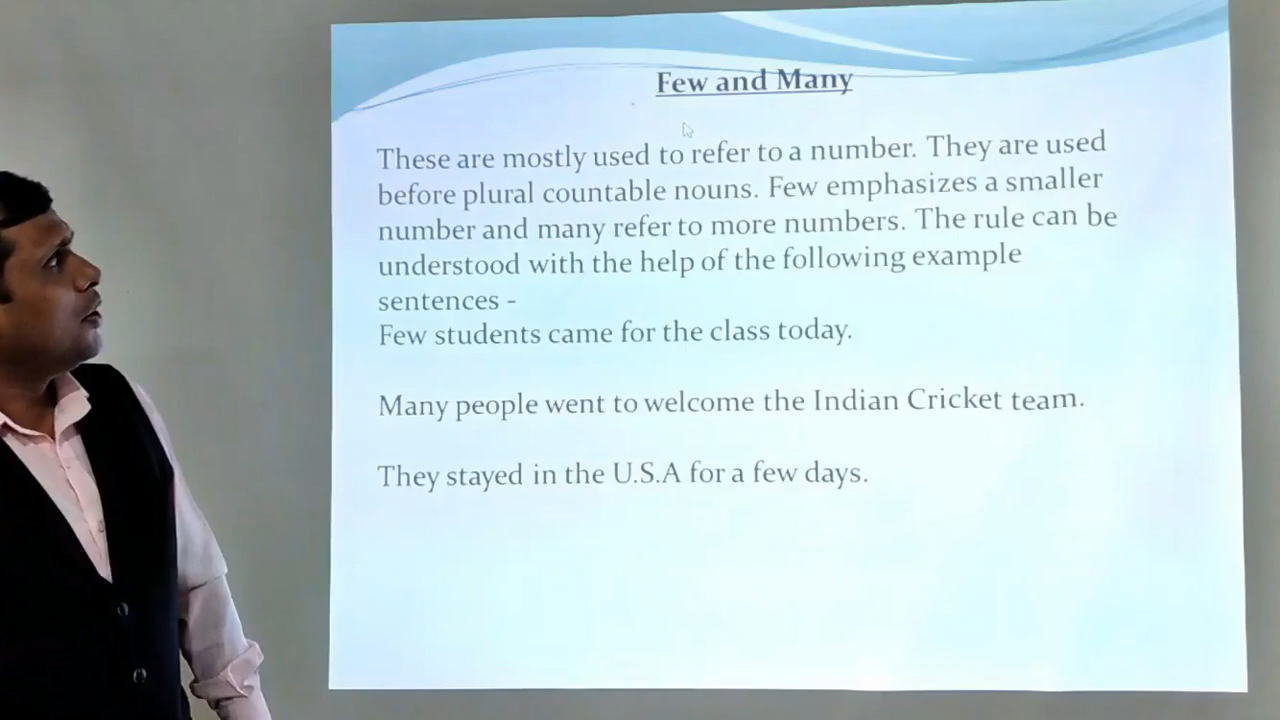 Few and Many
These are mostly used to refer to a number. They are used
before plural countable nouns. Few emphasizes a smaller
number and many refer to more numbers. The rule can be
understood with the help of the following example
sentences -
Few students came for the class today.
Many people went to welcome the Indian Cricket team.
They stayed in the U.S.A for a few days.